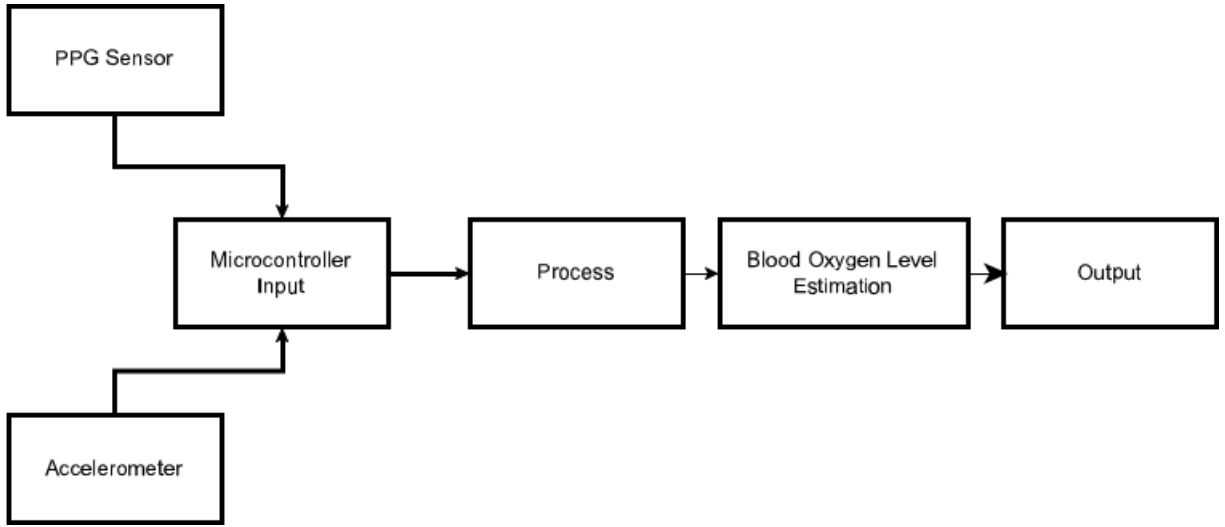 PPG Sensor
Microcontroller
Input
Process
Blood Oxygen Level
Estimation
Output
Accelerometer